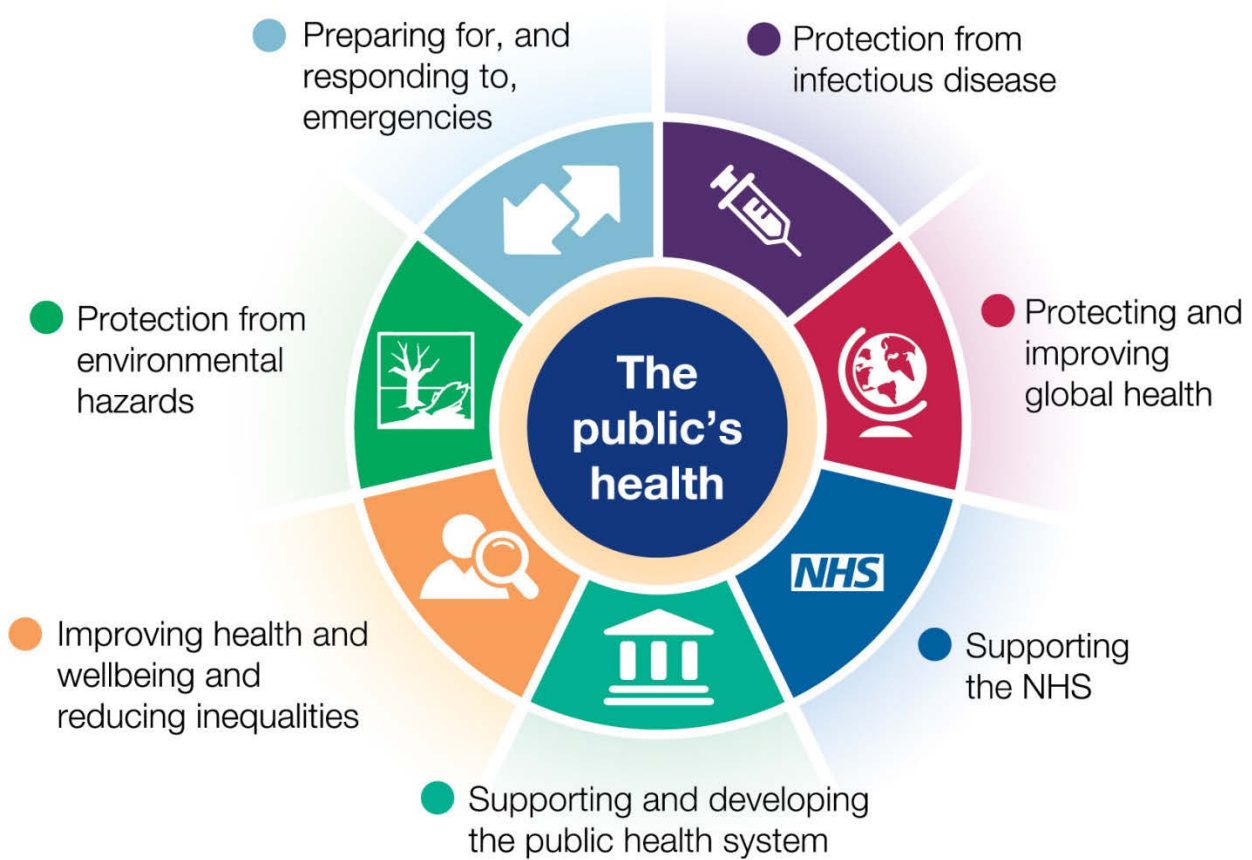 Preparing for, and
responding to,
emergencies
Protection from
infectious disease
Protecting and
improving
global health
NHS
Supporting
the NHS
Supporting and developing
the public health system
Improving health and
wellbeing and
reducing inequalities
Protection from
environmental
hazards
The
public’s
health